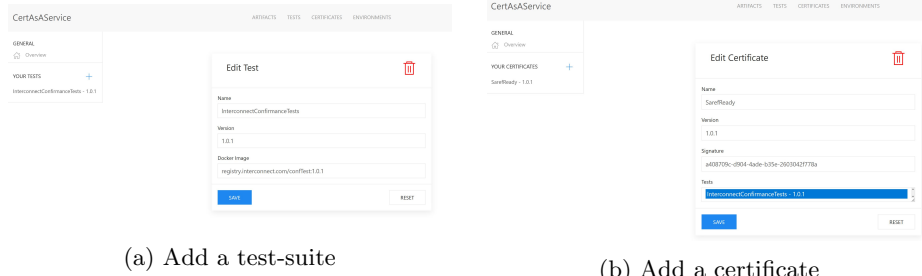 CertAsAService
ARTIFACTS TESTS CERTIFICATES ENVIRONMENTS
GENERAL
Overview
YOUR TESTS +
InterconnectConfirmanceTests - 1.0.1
Edit Test
Name
InterconnectConfirmanceTests
Version
1.0.1
Docker Image
registry.interconnect.com/confTest:1.0.1
SAVE RESET
(a) Add a test-suite
CertAsAService
ARTIFACTS TESTS CERTIFICATES ENVIRONMENTS
GENERAL
Overview
YOUR CERTIFICATES +
SarefReady - 1.0.1
Edit Certificate
Name
SarefReady
Version
1.0.1
Signature
a408709c-d904-4ade-b35e-2603042f778a
Tests
InterconnectConfirmanceTests - 1.0.1
SAVE RESET
(b) Add a certificate